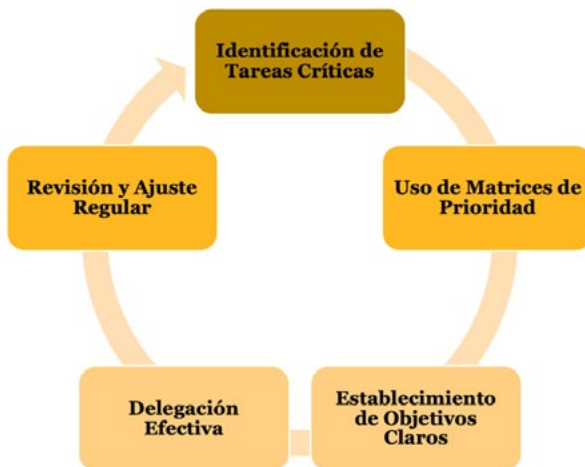 Identificación de
Tareas Críticas
Uso de Matrices de
Prioridad
Establecimiento
de Objetivos
Claros
Delegación
Efectiva
Revisión y Ajuste
Regular